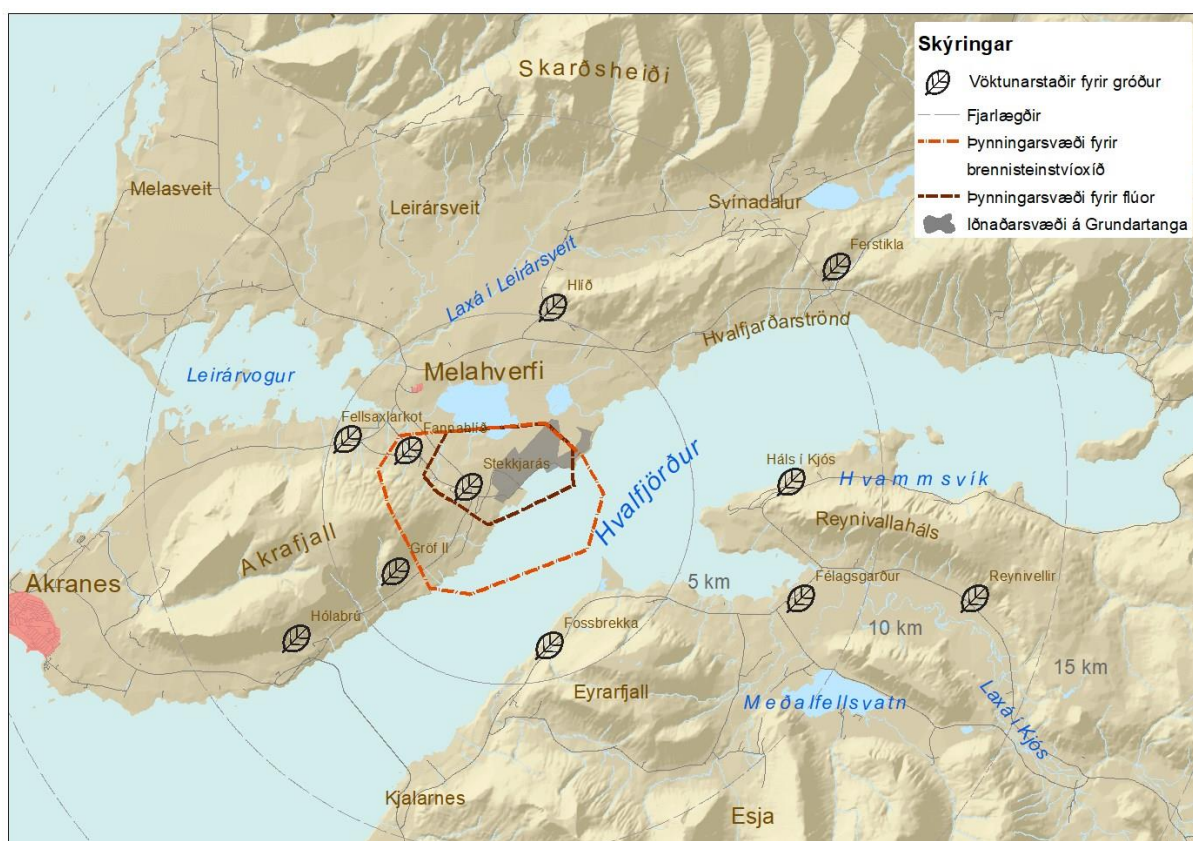 Skarðsheiði
Skýringar
Vöktunarstaðir fyrir gróður
Fjarlægðir
Þynningarsvæði fyrir
brennisteinstvíoxíð
Þynningarsvæði fyrir flúor
Iðnaðarsvæði á Grundartanga
Melasveit
Leirársveit
Svínadalur
Ferstikla
Laxá í Leirársveit
Hlíð
Hvalfjarðarströnd
Leirárvogur
Melahverfi
Fellsaxlarkot
Fannahlíð
Stekkjarás
Háls í Kjós
Hvammsvík
Hvalfjörður
Reynivallaháls
Akrafjall
Gröf II
Akranes
5 km
Félagsgarður
Reynivellir
Hólabrú
Fossbrekka
10 km
15 km
Eyrarfjall
Meðalfellsvatn
Laxá í Kjós
Kjalarnes
Esja